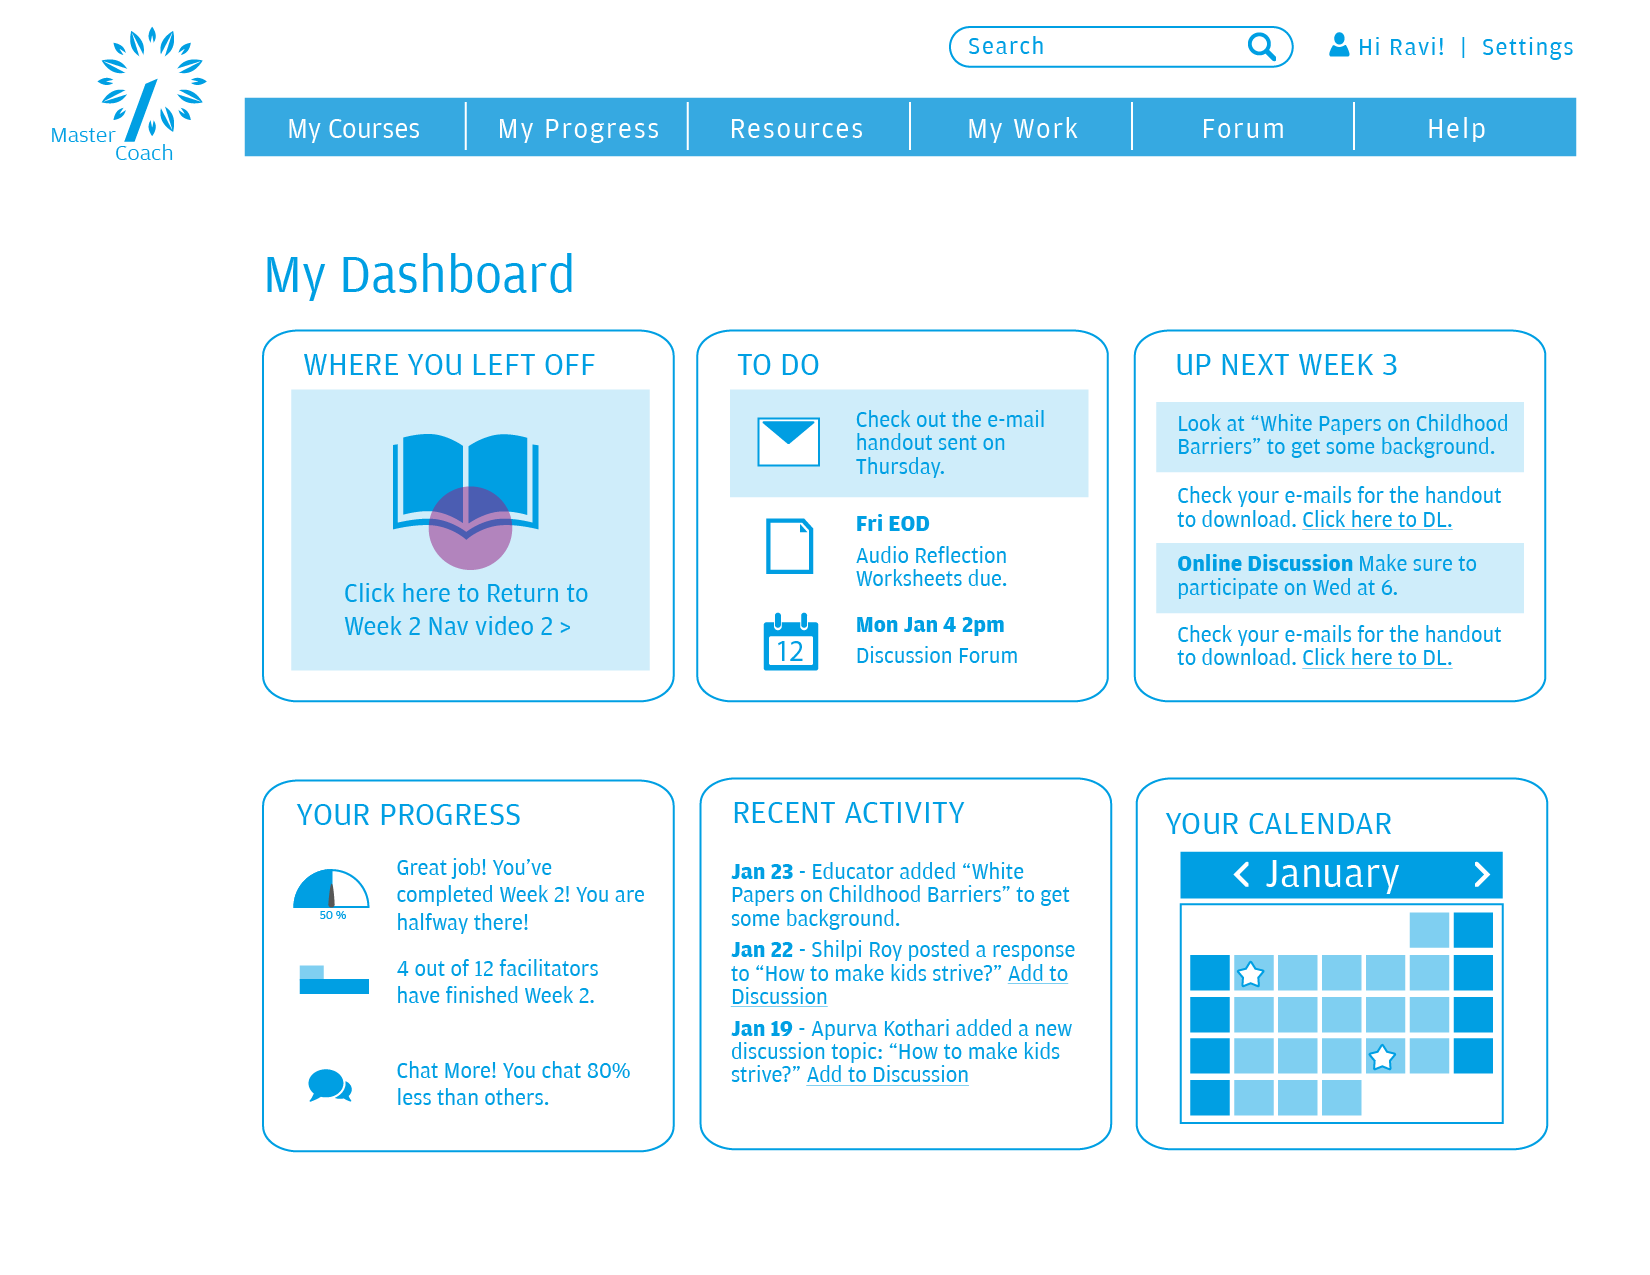 Search
Hi Ravi! | Settings
Master
Coach
My Courses
My Progress
Resources
My Work
Forum
Help
My Dashboard
WHERE YOU LEFT OFF
Click here to Return to
Week 2 Nav video 2 >
TO DO
Check out the e-mail
handout sent on
Thursday.
Fri EOD
Audio Reflection
Worksheets due.
12
Mon Jan 4 2pm
Discussion Forum
UP NEXT WEEK 3
Look at “White Papers on Childhood
Barriers” to get some background.
Check your e-mails for the handout
to download. Click here to DL.
Online Discussion Make sure to
participate on Wed at 6.
Check your e-mails for the handout
to download. Click here to DL.
YOUR PROGRESS
50 %
Great job! You’ve
completed Week 2! You are
halfway there!
4 out of 12 facilitators
have finished Week 2.
Chat More! You chat 80%
less than others.
RECENT ACTIVITY
Jan 23 - Educator added “White
Papers on Childhood Barriers” to get
some background.
Jan 22 - Shilpi Roy posted a response
to “How to make kids strive?” Add to
Discussion
Jan 19 - Apurva Kothari added a new
discussion topic: “How to make kids
strive?” Add to Discussion
YOUR CALENDAR
January